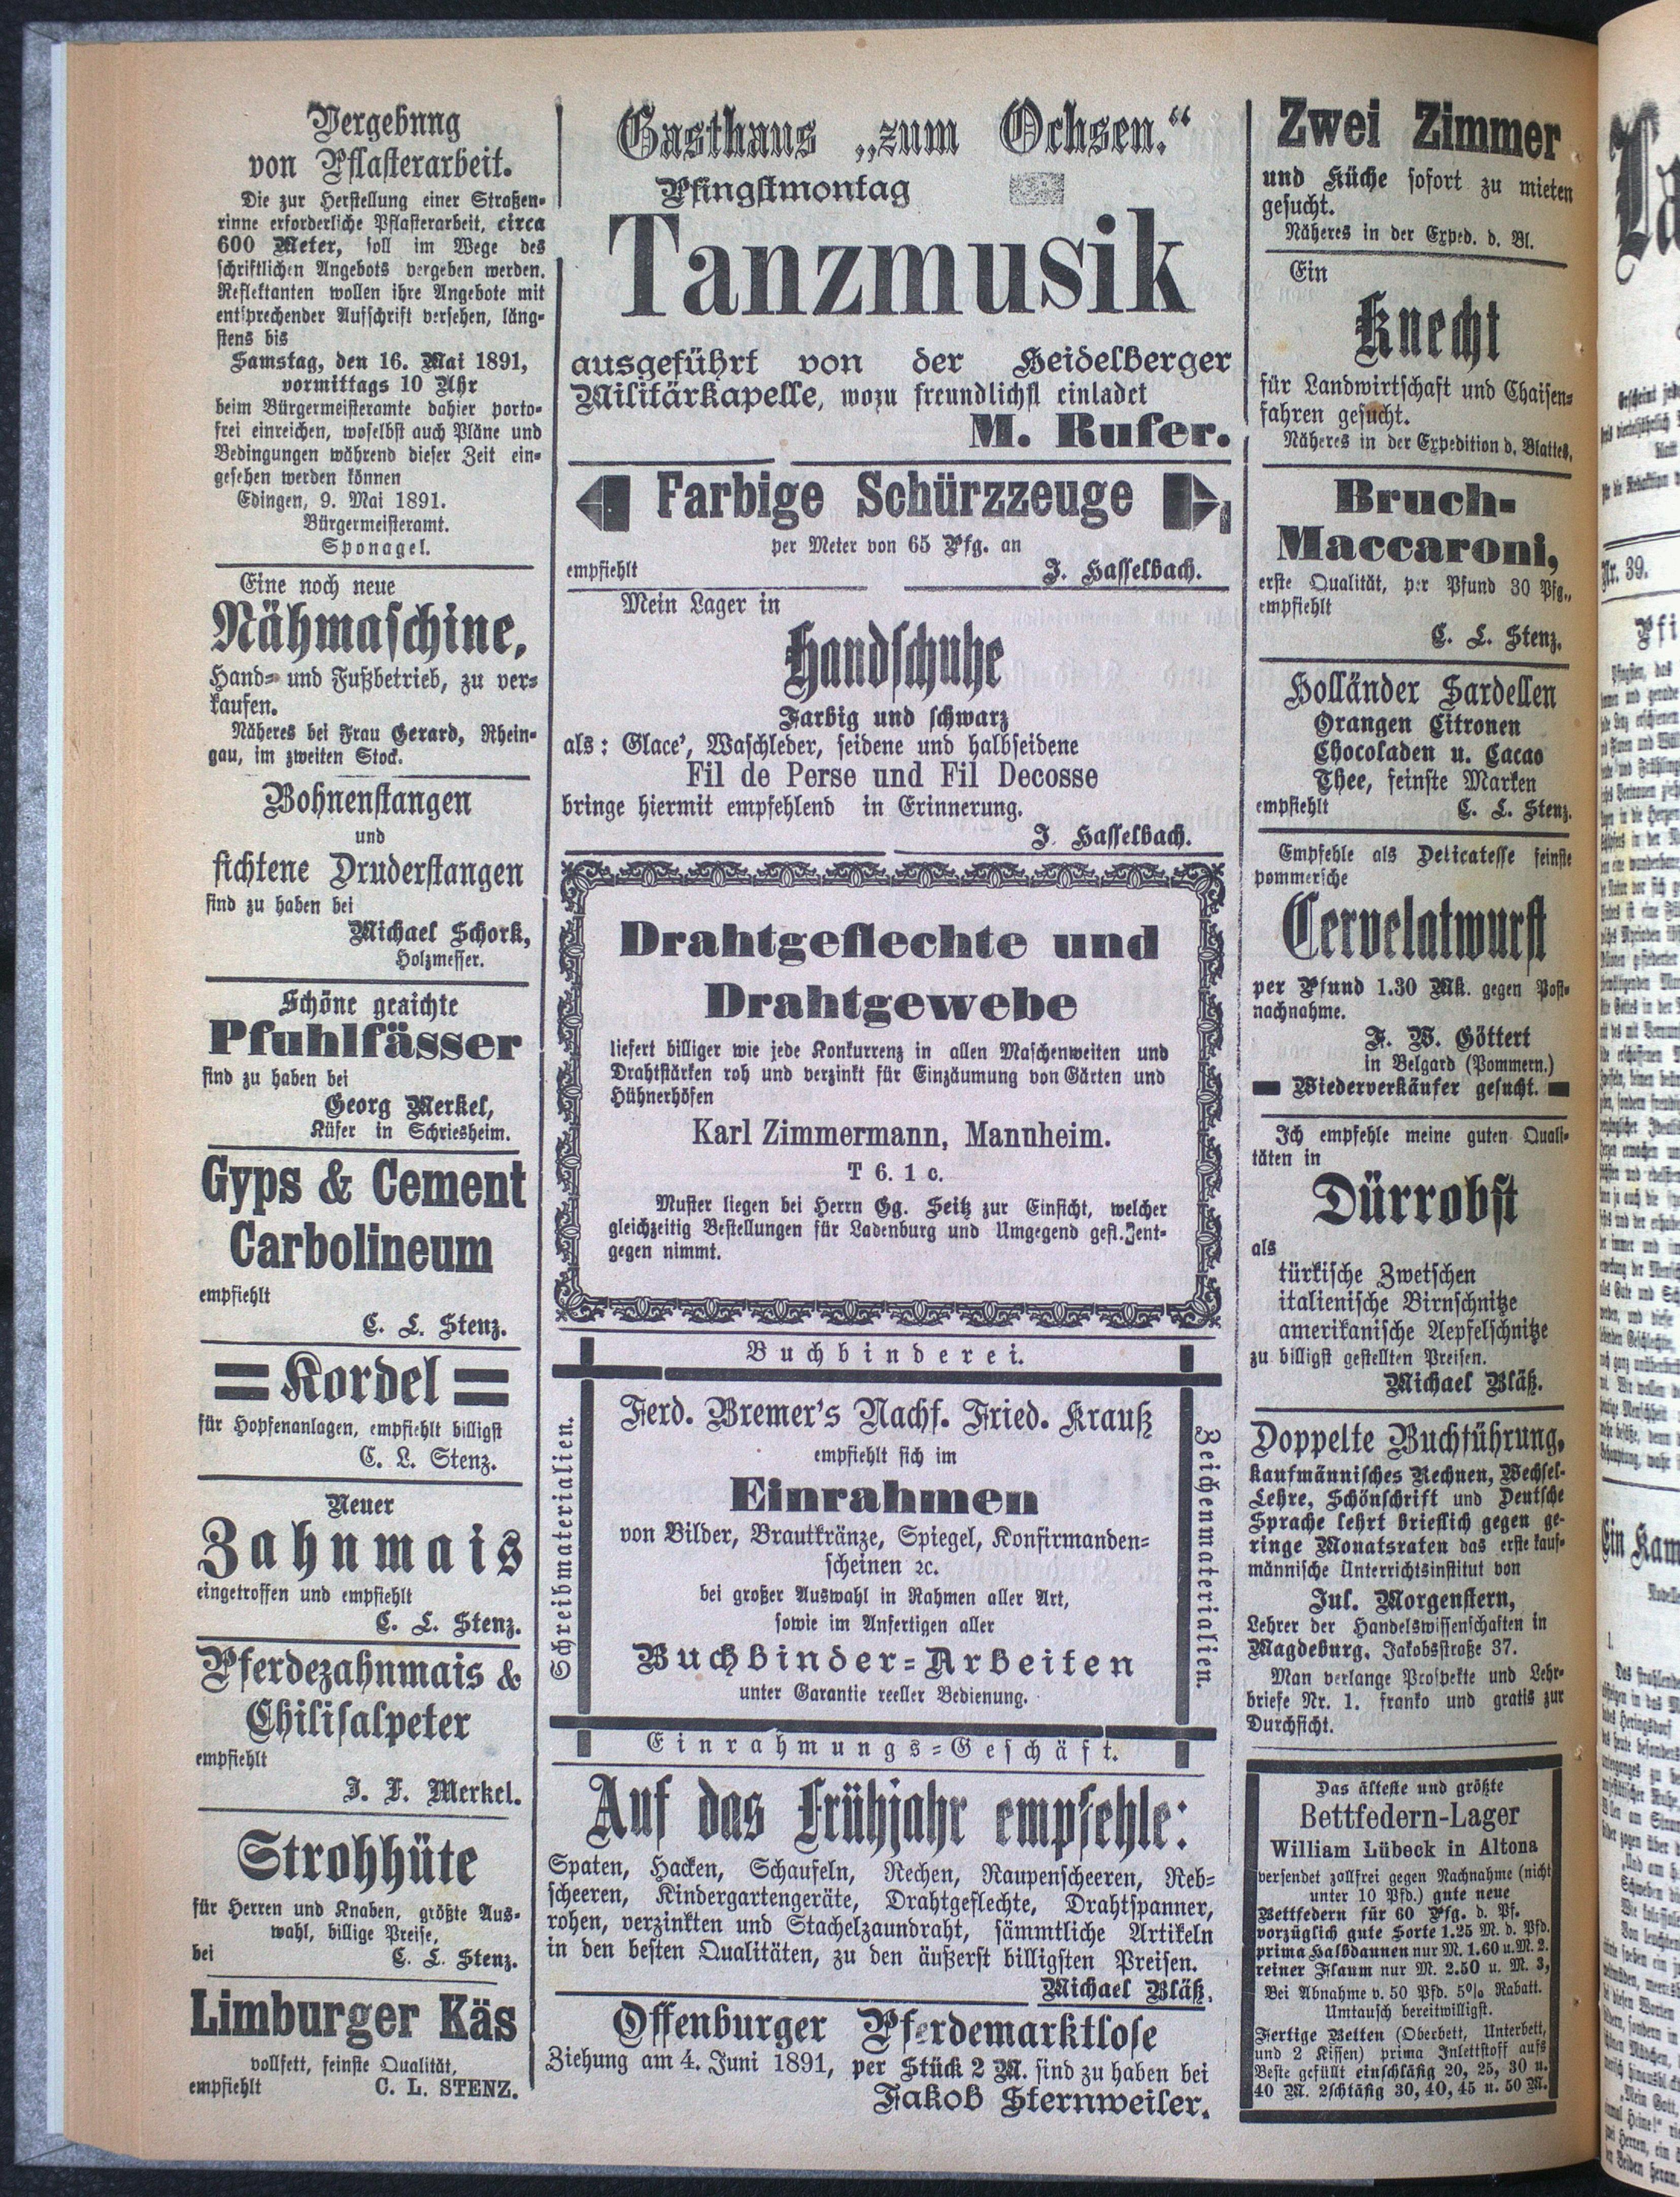 Vergebung
von Pflasterarbeit.
Die zur Herstellung einer Straßen-
rinne erforderliche Pflasterarbeit, circa
600 Meter, soll im Wege des
schriftlichen Angebots vergeben werden.
Reflektanten wollen ihre Angebote mit
entsprechender Aufschrift versehen, läng-
stens bis
Samstag, den 16. Mai 1891,
vormittags 10 Uhr
beim Bürgermeisteramte dahier porto-
frei einreichen, woselbst auch Pläne und
Bedingungen während dieser Zeit ein-
gesehen werden können
Edingen, 9. Mai 1891.
Bürgermeisteramt.
Sponagel.
Eine noch neue
Nähmaschine,
Hand- und Fußbetrieb, zu ver-
kaufen.
Näheres bei Frau Gerard, Rhein-
gau, im zweiten Stock.
Bohnenstangen
und
fichtene Druderstangen
sind zu haben bei
Michael Schork,
Holzmesser.
Schöne geaichte
Pfuhlfässer
sind zu haben bei
Georg Merkel,
Küfer in Schriesheim.
Gyps & Cement
Carbolineum
empfiehlt
C. L. Stenz.
Kordel
für Hopfenanlagen, empfiehlt billigst
C. L. Stenz.
Neuer
Zahnmais
eingetroffen und empfiehlt
C. L. Stenz.
Pferdezahnmais &
Chilisalpeter
empfiehlt
J. F. Merkel.
Strohhüte
für Herren und Knaben, größte Aus-
wahl, billige Preise,
bei C. L. Stenz.
Limburger Käs
vollfett, feinste Qualität,
empfiehlt C. L. STENZ.
Gasthaus „zum Ochsen.“
Pfingstmontag
Tanzmusik
ausgeführt von der Heidelberger
Militärkapelle, wozu freundlichst einladet
M. Rufer.
Farbige Schürzzeuge
per Meter von 65 Pfg. an
empfiehlt J. Hasselbach.
Mein Lager in
Handschuhe
Farbig und schwarz
als: Glace’, Waschleder, seidene und halbseidene
Fil de Perse und Fil Decosse
bringe hiermit empfehlend in Erinnerung.
J. Hasselbach.
Drahtgeflechte und
Drahtgewebe
liefert billiger wie jede Konkurrenz in allen Maschenweiten und
Drahtstärken roh und verzinkt für Einzäumung von Gärten und
Hühnerhöfen
Karl Zimmermann, Mannheim.
T 6. 1 c.
Muster liegen bei Herrn Gg. Seitz zur Einsicht, welcher
gleichzeitig Bestellungen für Ladenburg und Umgegend gefl. ent-
gegen nimmt.
Buchbinderei.
Schreibmaterialien.
Ferd. Bremer's Nachf. Fried. Krauß
empfiehlt sich im
Einrahmen
von Bilder, Brautkränze, Spiegel, Konfirmanden-
scheinen ꝛc.
bei großer Auswahl in Rahmen aller Art,
sowie im Anfertigen aller
Buchbinder-Arbeiten
unter Garantie reeller Bedienung.
Zeichenmaterialien.
Einrahmungs-Geschäft.
Auf das Frühjahr empfehle:
Spaten, Hacken, Schaufeln, Rechen, Raupenscheeren, Reb-
scheeren, Kindergartengeräte, Drahtgeflechte, Drahtspanner,
rohen, verzinkten und Stachelzaundraht, sämmtliche Artikeln
in den besten Qualitäten, zu den äußerst billigsten Preisen.
Michael Bläß.
Offenburger Pferdemarktlose
Ziehung am 4. Juni 1891, per Stück 2 M. sind zu haben bei
Jakob Sternweiler.
Zwei Zimmer
und Küche sofort zu mieten
gesucht.
Näheres in der Exped. d. Bl.
Ein
Knecht
für Landwirtschaft und Chaisen-
fahren gesucht.
Näheres in der Expedition d. Blattes.
Bruch-
Maccaroni,
erste Qualität, per Pfund 30 Pfg.,
empfiehlt
C. L. Stenz.
Holländer Sardellen
Orangen Citronen
Chocoladen u. Cacao
Thee, feinste Marken
empfiehlt C. L. Stenz.
Empfehle als Delicatesse feinste
pommersche
Cervelatwurst
per Pfund 1.30 Mk. gegen Post-
nachnahme.
F. W. Göttert
in Belgard (Pommern.)
Wiederverkäufer gesucht.
Ich empfehle meine guten Quali-
täten in
Dürrobst
als
türkische Zwetschen
italienische Birnschnitze
amerikanische Aepfelschnitze
zu billigst gestellten Preisen.
Michael Bläß.
Doppelte Buchführung,
kaufmännisches Rechnen, Wechsel-
Lehre, Schönschrift und Deutsche
Sprache lehrt brieflich gegen ge-
ringe Monatsraten das erste kauf-
männische Unterrichtsinstitut von
Jul. Morgenstern,
Lehrer der Handelswissenschaften in
Magdeburg, Jakobsstraße 37.
Man verlange Prospekte und Lehr-
briefe Nr. 1. franko und gratis zur
Durchsicht.
Das älteste und größte
Bettfedern-Lager
William Lübeck in Altona
versendet zollfrei gegen Nachnahme (nicht
unter 10 Pfd.) gute neue
Bettfedern für 60 Pfg. d. Pf.
vorzüglich gute Sorte 1.25 M. d. Pfd.
prima Halbdaunen nur M. 1.60 u. M. 2.
reiner Flaum nur M. 2.50 u. M. 3,
Bei Abnahme v. 50 Pfd. 5% Rabatt.
Umtausch bereitwilligst.
Fertige Betten (Oberbett, Unterbett,
und 2 Kissen) prima Inlettstoff aufs
Beste gefüllt einschläfig 20, 25, 30 u.
40 M. 2schläfig 30, 40, 45 u. 50 M.
Nr. 39.